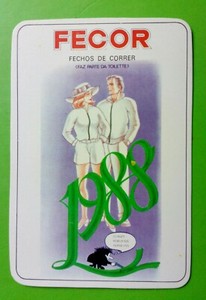 FECOR
FECHOS DE CORRER
(FAZ PARTE DA TOILETTE)
1988